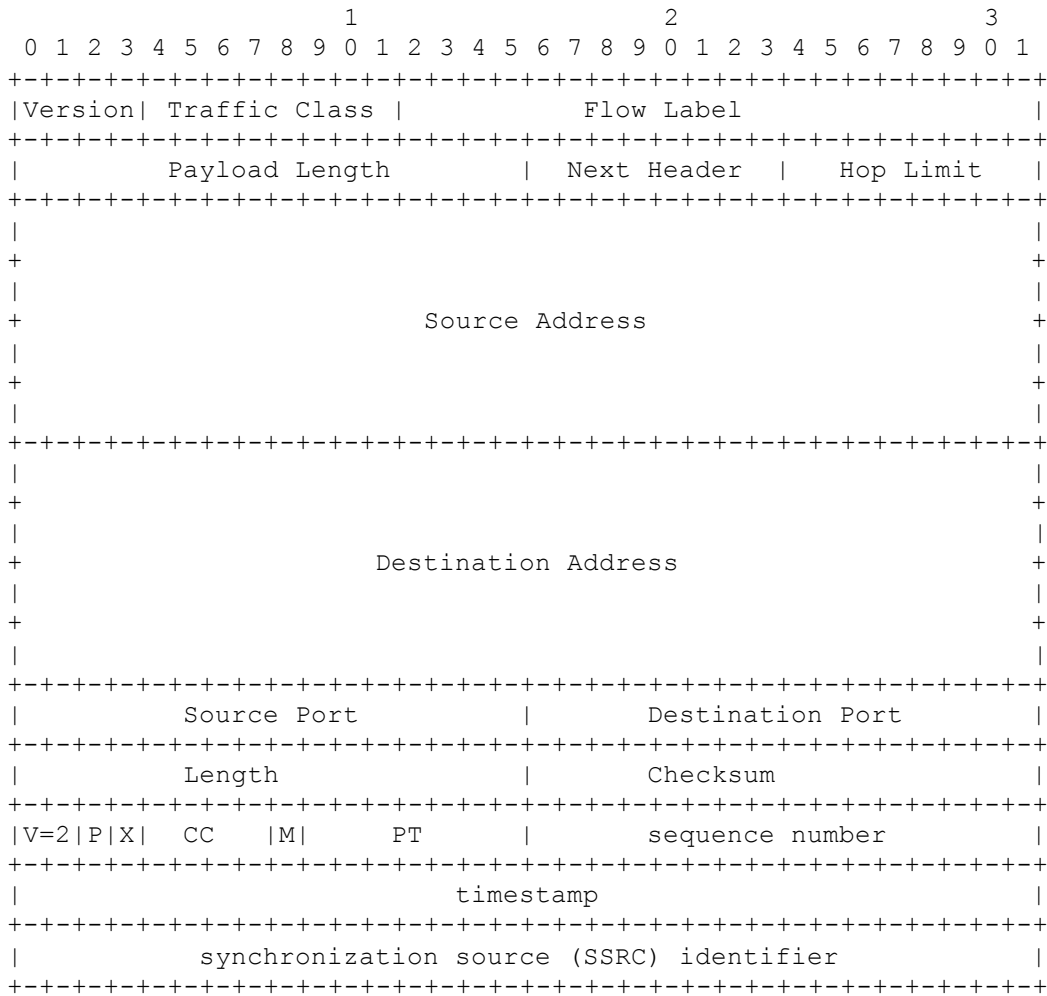 1                   2                   3
 0 1 2 3 4 5 6 7 8 9 0 1 2 3 4 5 6 7 8 9 0 1 2 3 4 5 6 7 8 9 0 1
+-+-+-+-+-+-+-+-+-+-+-+-+-+-+-+-+-+-+-+-+-+-+-+-+-+-+-+-+-+-+-+-+
|Version| Traffic Class |           Flow Label                  |
+-+-+-+-+-+-+-+-+-+-+-+-+-+-+-+-+-+-+-+-+-+-+-+-+-+-+-+-+-+-+-+-+
|         Payload Length        |  Next Header  |   Hop Limit   |
+-+-+-+-+-+-+-+-+-+-+-+-+-+-+-+-+-+-+-+-+-+-+-+-+-+-+-+-+-+-+-+-+
|                                                               |
+                                                               +
|                                                               |
+                         Source Address                        +
|                                                               |
+                                                               +
|                                                               |
+-+-+-+-+-+-+-+-+-+-+-+-+-+-+-+-+-+-+-+-+-+-+-+-+-+-+-+-+-+-+-+-+
|                                                               |
+                                                               +
|                                                               |
+                      Destination Address                      +
|                                                               |
+                                                               +
|                                                               |
+-+-+-+-+-+-+-+-+-+-+-+-+-+-+-+-+-+-+-+-+-+-+-+-+-+-+-+-+-+-+-+-+
|          Source Port          |       Destination Port        |
+-+-+-+-+-+-+-+-+-+-+-+-+-+-+-+-+-+-+-+-+-+-+-+-+-+-+-+-+-+-+-+-+
|          Length               |       Checksum                |
+-+-+-+-+-+-+-+-+-+-+-+-+-+-+-+-+-+-+-+-+-+-+-+-+-+-+-+-+-+-+-+-+
|V=2|P|X|  CC   |M|     PT      |       sequence number         |
+-+-+-+-+-+-+-+-+-+-+-+-+-+-+-+-+-+-+-+-+-+-+-+-+-+-+-+-+-+-+-+-+
|                           timestamp                           |
+-+-+-+-+-+-+-+-+-+-+-+-+-+-+-+-+-+-+-+-+-+-+-+-+-+-+-+-+-+-+-+-+
|           synchronization source (SSRC) identifier            |
+-+-+-+-+-+-+-+-+-+-+-+-+-+-+-+-+-+-+-+-+-+-+-+-+-+-+-+-+-+-+-+-+